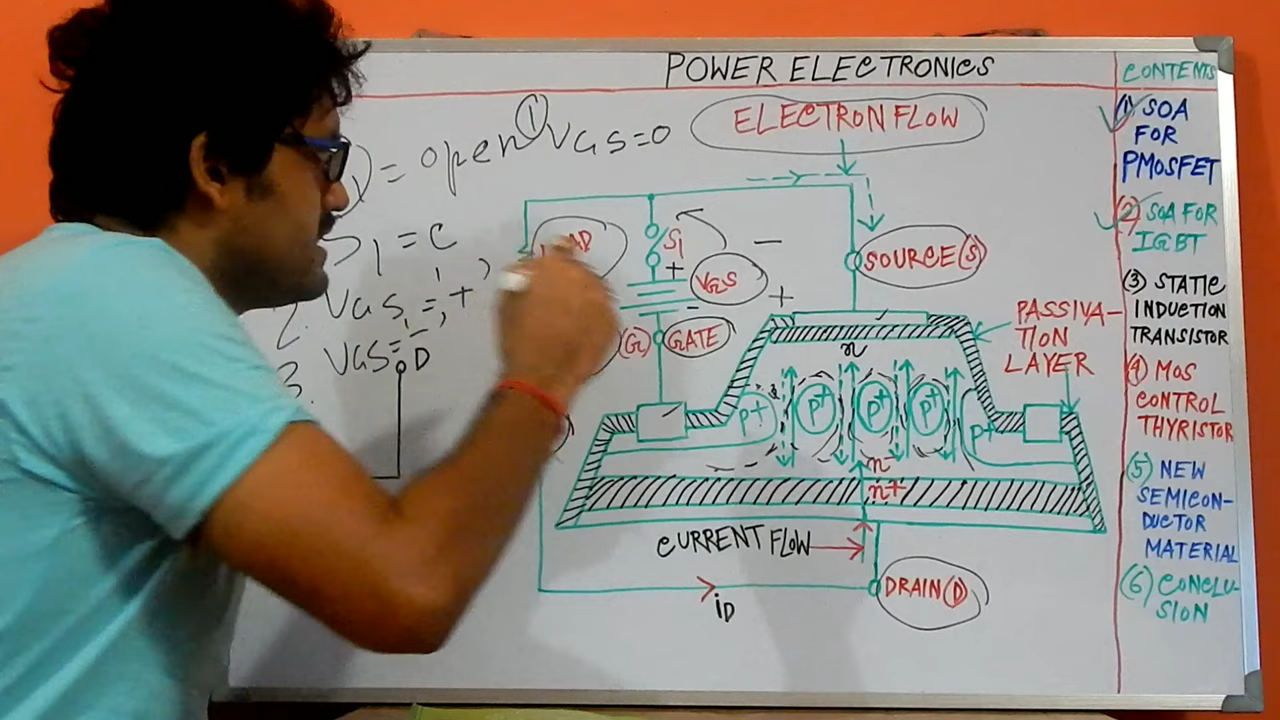 POWER ELECTRONICS
ELECTRON FLOW
= open
① VGS=0
S1 = C
2. VGS, = +
3. VGS= -
D
S1
+
-
VGS
-
+
SOURCE(S)
(G)
GATE
PASSIVA-
TION
LAYER
n
P+
P+
P+
P+
P+
n-
n+
CURRENT FLOW
iD
DRAIN(D)
CONTENTS
(1) SOA
FOR
PMOSFET
(2) SOA FOR
IGBT
(3) STATIC
INDUCTION
TRANSISTOR
(4) MOS
CONTROL
THYRISTOR
(5) NEW
SEMICON-
DUCTOR
MATERIAL
(6) CONCLU-
SION